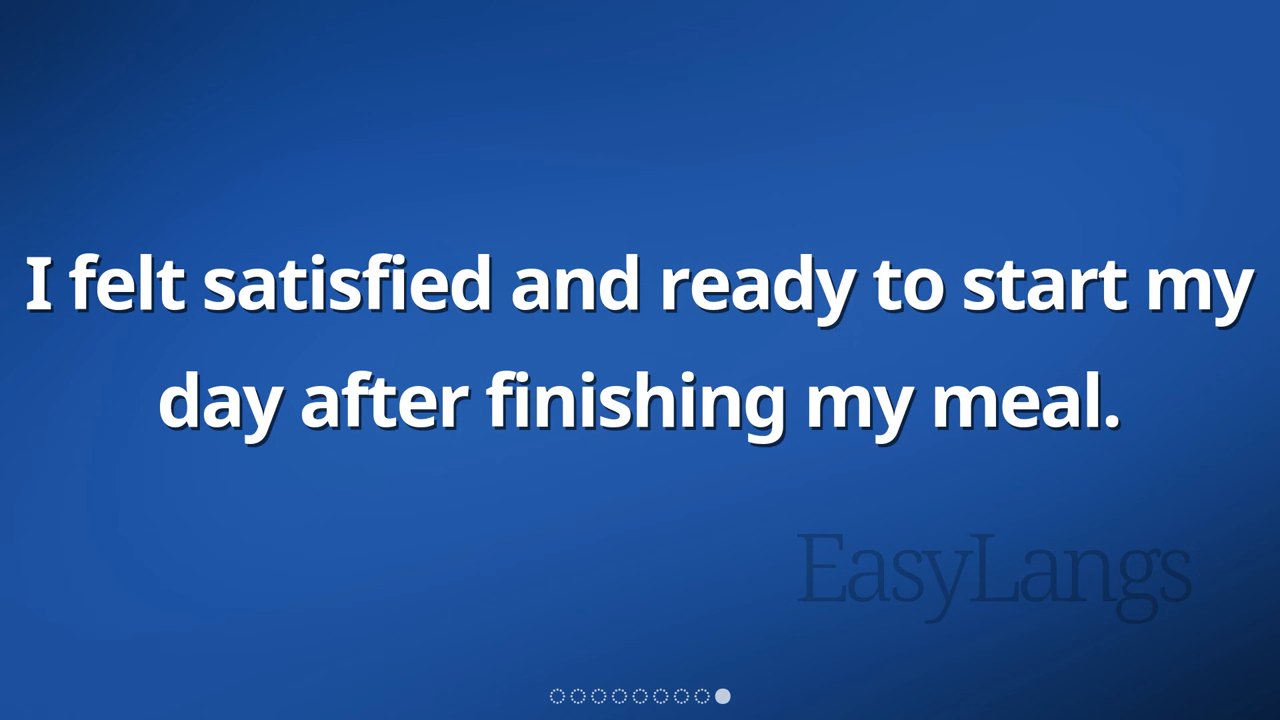 I felt satisfied and ready to start my
day after finishing my meal.
EasyLangs